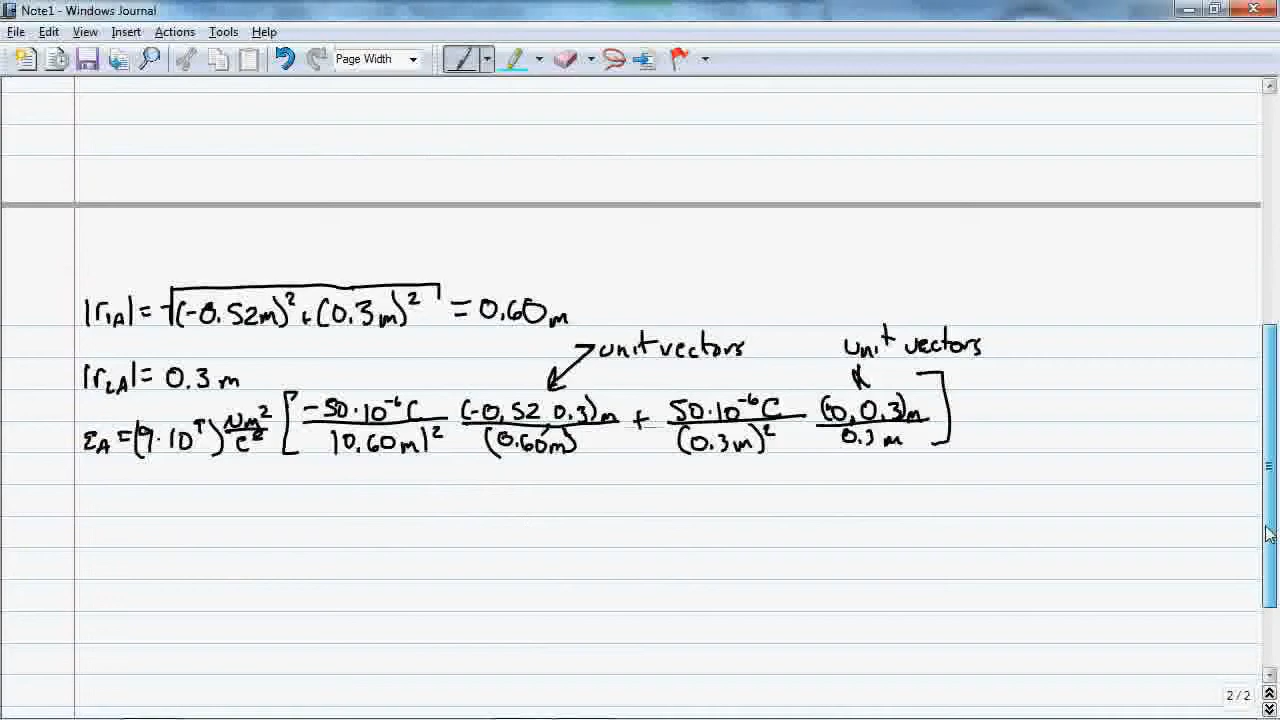 Note1 - Windows Journal
File Edit View Insert Actions Tools Help
Page Width
|r₁A| = √(-0.52m)² + (0.3m)² = 0.60m
unit vectors
unit vectors
|r₂A| = 0.3 m
ΣA = (9·10⁹) Nm²/C² [ -50·10⁻⁶C/|0.60m|² (-0.52, 0.3)m/(0.60m) + 50·10⁻⁶C/(0.3m)² (0, 0.3)m/0.3m ]
2 / 2